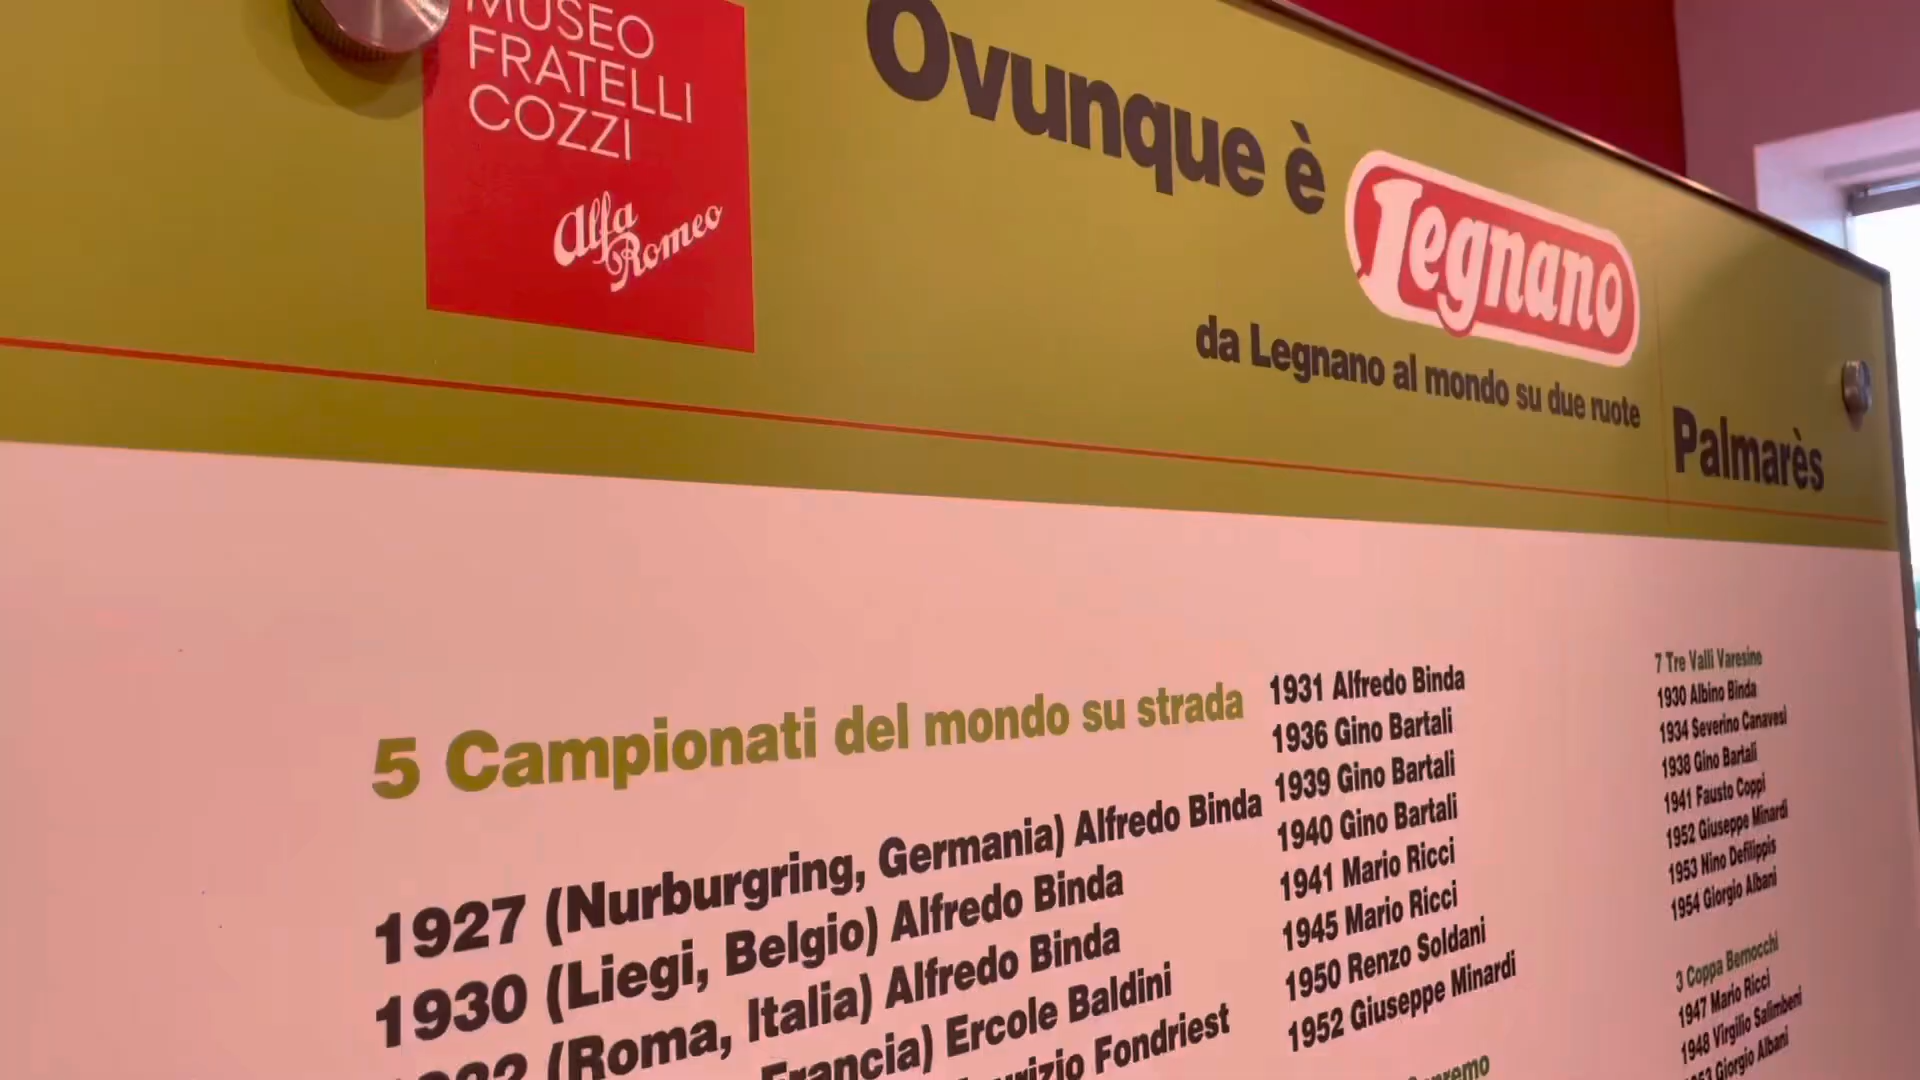 MUSEO
FRATELLI
COZZI
Alfa
Romeo
Ovunque è Legnano
da Legnano al mondo su due ruote
Palmarès
5 Campionati del mondo su strada
1927 (Nurburgring, Germania) Alfredo Binda
1930 (Liegi, Belgio) Alfredo Binda
(Roma, Italia) Alfredo Binda
Francia) Ercole Baldini
Fondriest
1931 Alfredo Binda
1936 Gino Bartali
1939 Gino Bartali
1940 Gino Bartali
1941 Mario Ricci
1945 Mario Ricci
1950 Renzo Soldani
1952 Giuseppe Minardi
7 Tre Valli Varesine
1930 Albino Binda
1934 Severino Canavesi
1938 Gino Bartali
1941 Fausto Coppi
1952 Giuseppe Minardi
1953 Nino Defilippis
1954 Giorgio Albani
3 Coppa Bernocchi
1947 Mario Ricci
1948 Virgilio Salimbeni
Giorgio Albani